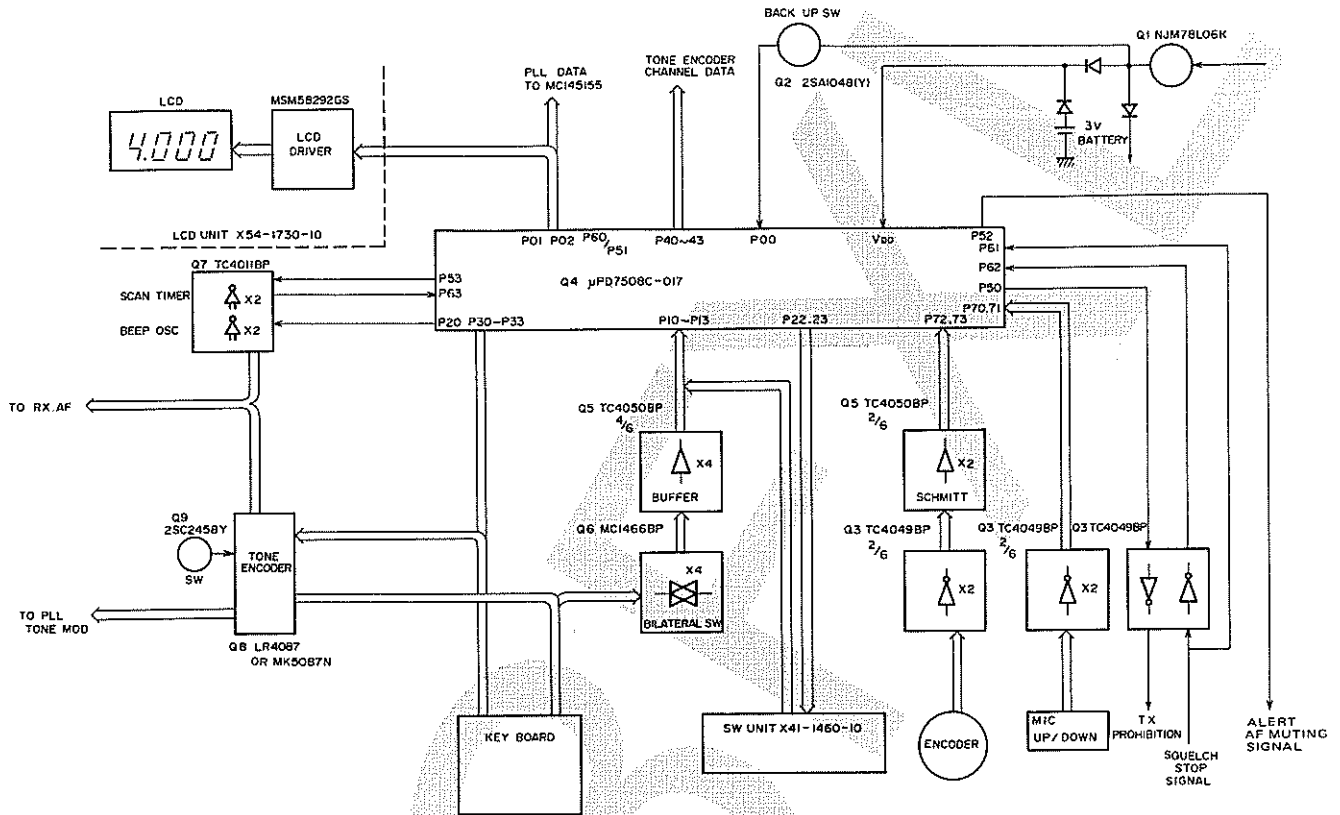 BACK UP SW
Q1 NJM78L06K
TONE ENCODER
CHANNEL DATA
PLL DATA
TO MC145155
Q2 2SA1048(Y)
LCD
MSM58292GS
4.000
LCD
DRIVER
3V
BATTERY
LCD UNIT X54-1730-10
P01 P02 P60/P51 P40~43 P00 VDD P52
P61
Q7 TC4011BP
P53
Q4 μPD7508C-017
P62
SCAN TIMER
X2
P63
P50
BEEP OSC
X2
P20 P30-P33 P10~P13 P22.23 P72.73
P70,71
TO RX.AF
Q5 TC4050BP
4/6
Q5 TC4050BP
2/6
X4
X2
BUFFER
SCHMITT
Q9
2SC2458Y
Q6 MC1466BP
Q3 TC4049BP
2/6
Q3 TC4049BP
2/6
Q3 TC4049BP
TONE
ENCODER
SW
X4
X2
X2
BILATERAL SW
TO PLL
TONE MOD
Q8 LR4087
OR MK5087N
KEY BOARD
SW UNIT X41-1460-10
ENCODER
MIC
UP/DOWN
TX
PROHIBITION
SQUELCH
STOP
SIGNAL
ALERT
AF MUTING
SIGNAL